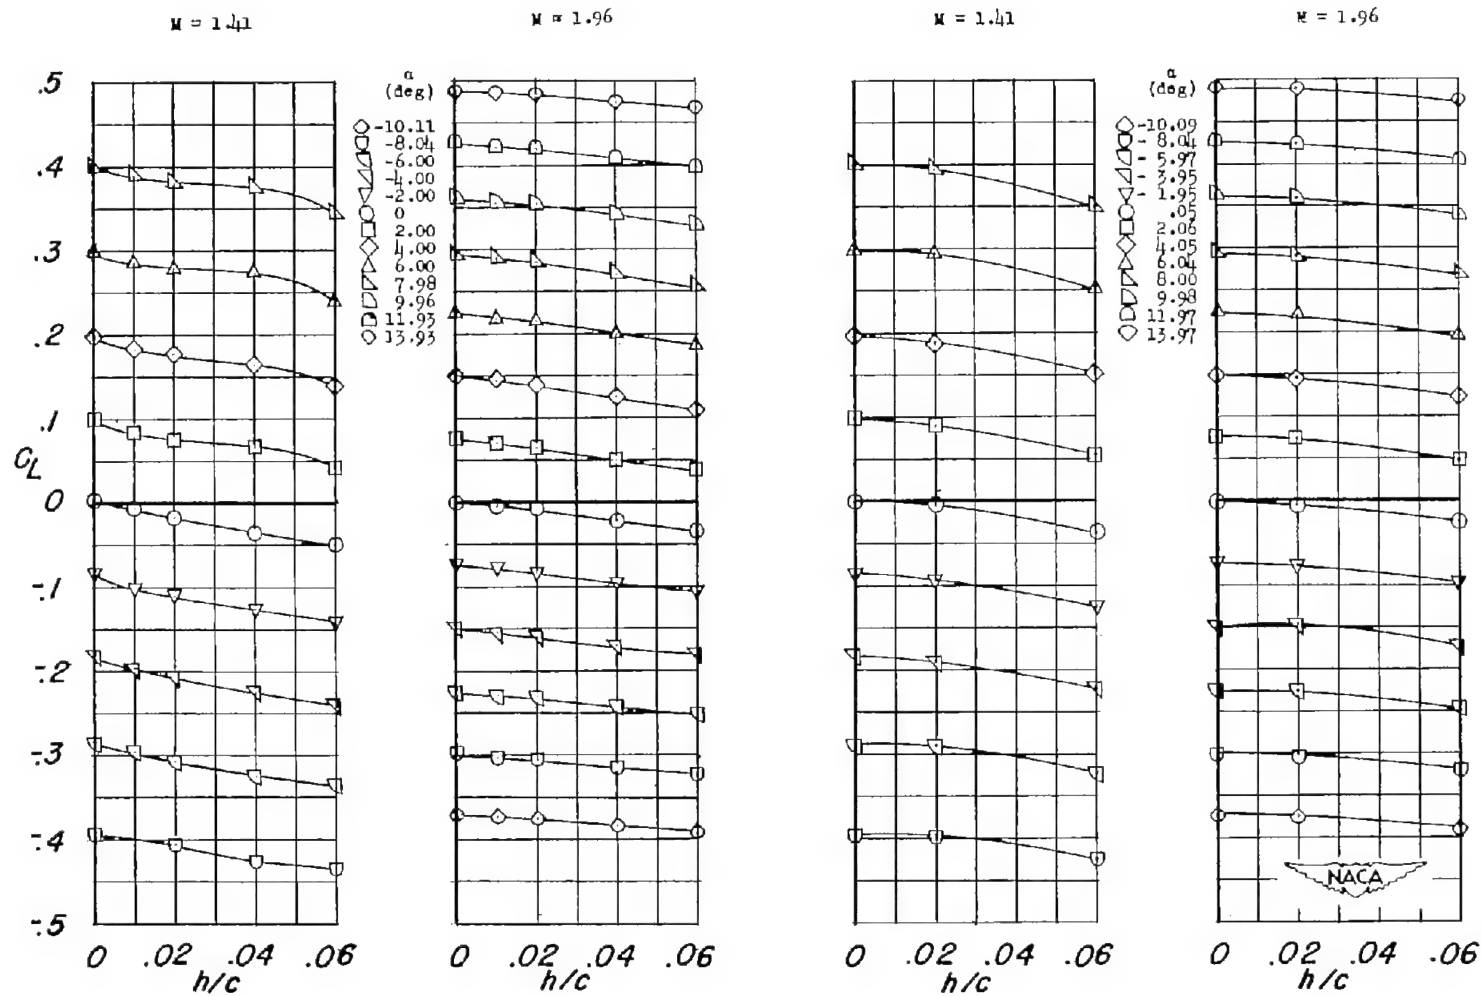 M = 1.41
M = 1.96
M = 1.41
M = 1.96
α
(deg)
-10.11
-8.04
-6.00
-4.00
-2.00
0
2.00
4.00
6.00
7.98
9.96
11.93
13.93
α
(deg)
-10.09
- 8.04
- 5.97
- 3.95
- 1.95
.05
2.06
4.05
6.04
8.00
9.98
11.97
13.97
.5
.4
.3
.2
.1
C_L
0
-.1
-.2
-.3
-.4
-.5
0 .02 .04 .06
h/c
0 .02 .04 .06
h/c
0 .02 .04 .06
h/c
0 .02 .04 .06
h/c
NACA